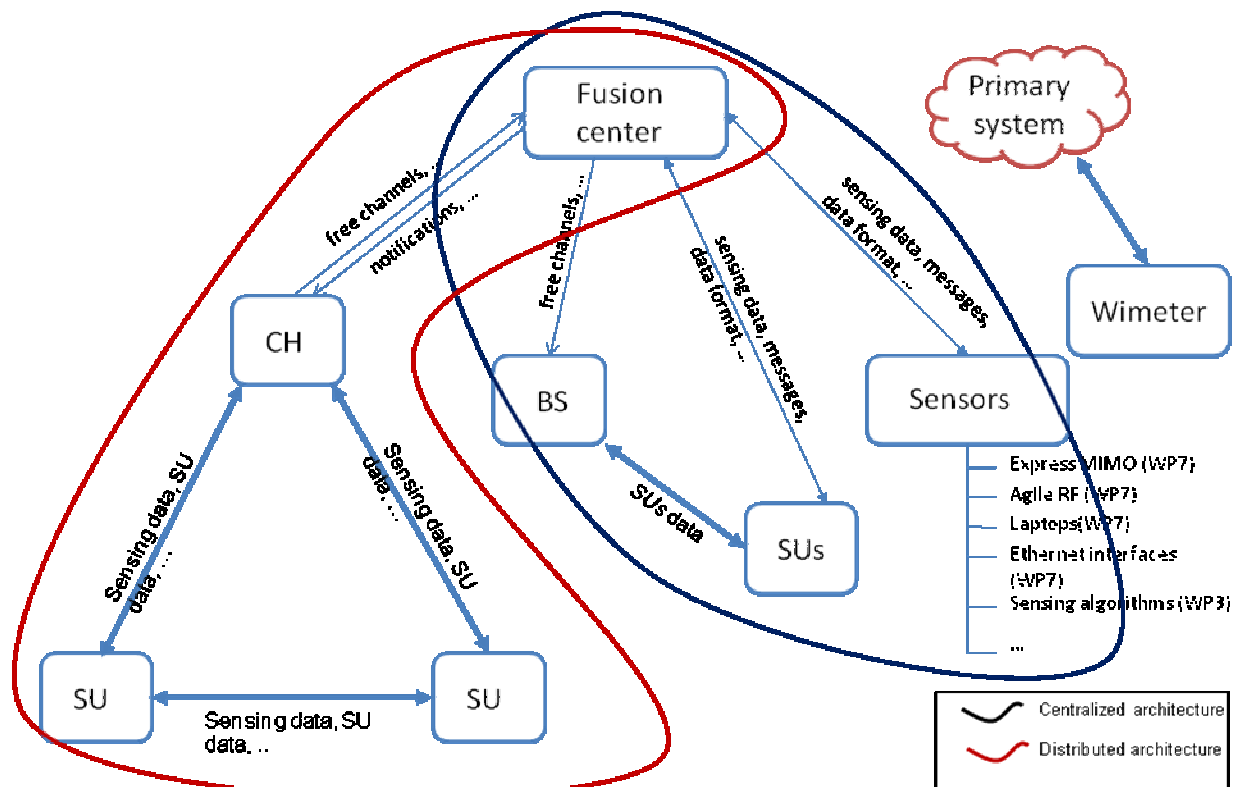 Fusion
center
Primary
system
free channels, ...
notifications, ...
free channels, ...
sensing data, messages,
data format, ...
sensing data, messages,
data format, ...
Wimeter
CH
BS
Sensors
Express MIMO (WP7)
Agile RF (WP7)
Laptops(WP7)
Ethernet interfaces
(WP7)
Sensing algorithms (WP3)
...
Sensing data, SU
data, ...
Sensing data, SU
data, ...
SUs data
SUs
SU
SU
Sensing data, SU
data, ..
Centralized architecture
Distributed architecture